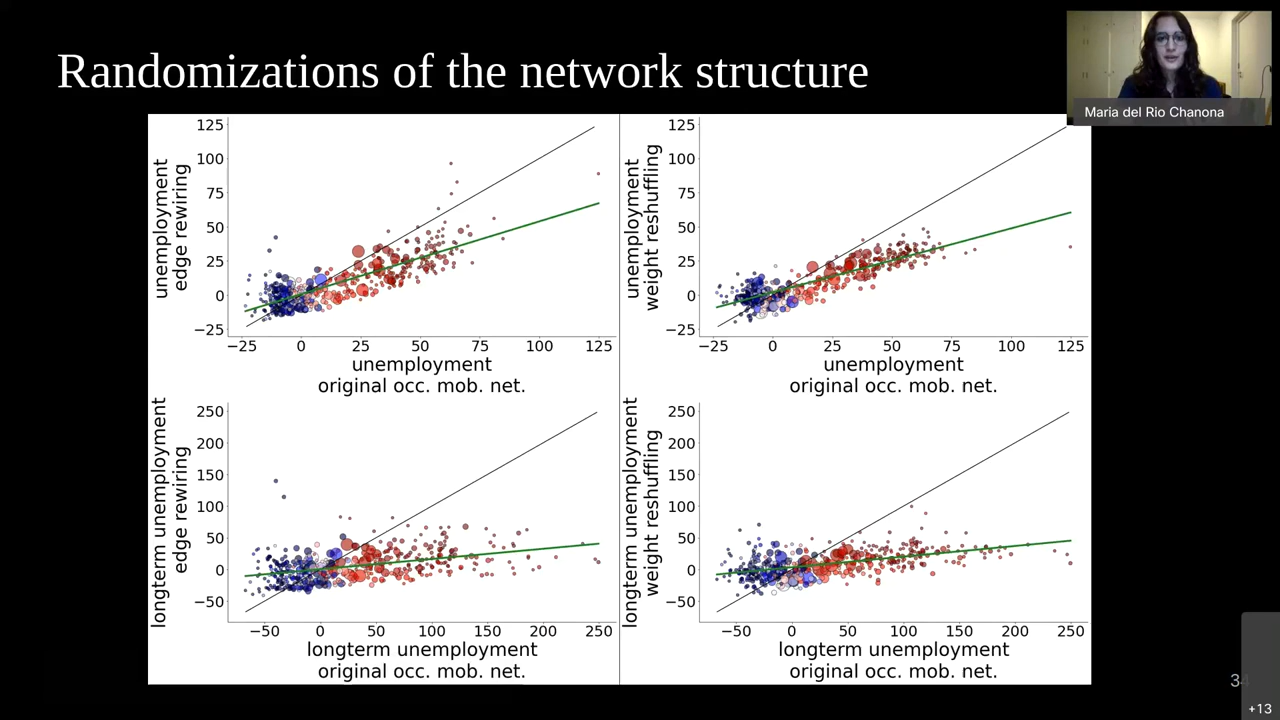 Randomizations of the network structure
Maria del Rio Chanona
unemployment
edge rewiring
125
100
75
50
25
0
−25
−25 0 25 50 75 100 125
unemployment
original occ. mob. net.
unemployment
weight reshuffling
125
100
75
50
25
0
−25
−25 0 25 50 75 100 125
unemployment
original occ. mob. net.
longterm unemployment
edge rewiring
250
200
150
100
50
0
−50
−50 0 50 100 150 200 250
longterm unemployment
original occ. mob. net.
longterm unemployment
weight reshuffling
250
200
150
100
50
0
−50
−50 0 50 100 150 200 250
longterm unemployment
original occ. mob. net.
34
+13